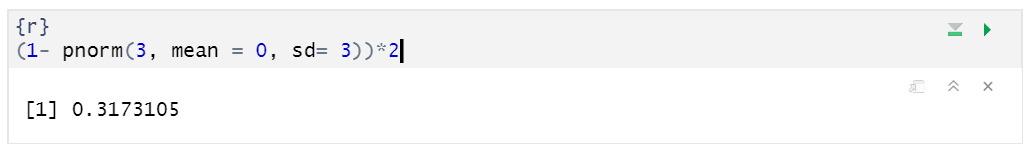 {r}
(1- pnorm(3, mean = 0, sd= 3))*2
[1] 0.3173105